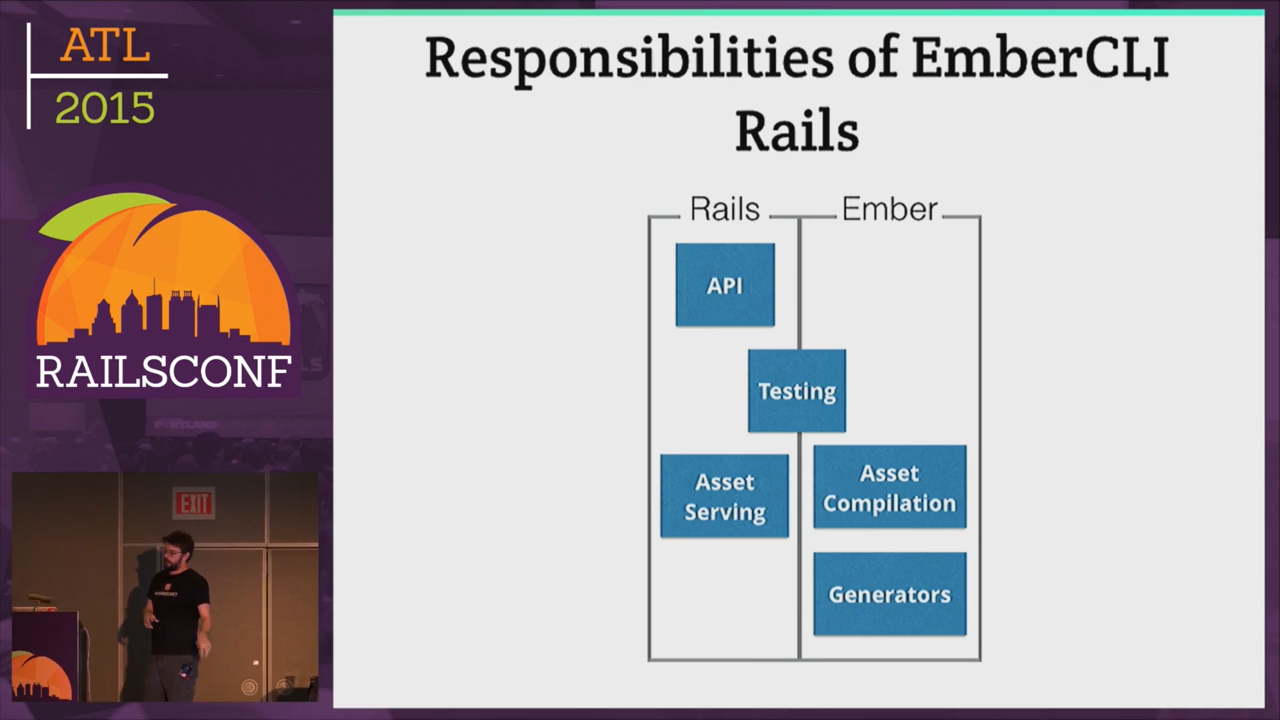 ATL
2015
RAILSCONF
EXIT
Responsibilities of EmberCLI
Rails
Rails
Ember
API
Testing
Asset
Serving
Asset
Compilation
Generators